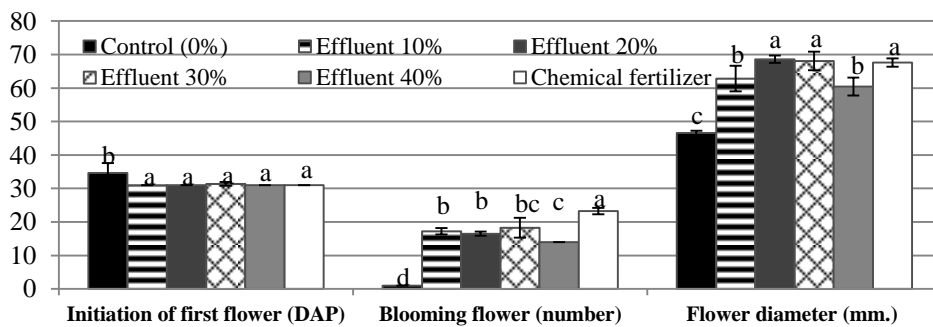 80
70
60
50
40
30
20
10
0
Control (0%) Effluent 10% Effluent 20%
Effluent 30% Effluent 40% Chemical fertilizer
b a a a a a
d b b bc c a
c b a a b a
Initiation of first flower (DAP) Blooming flower (number) Flower diameter (mm.)